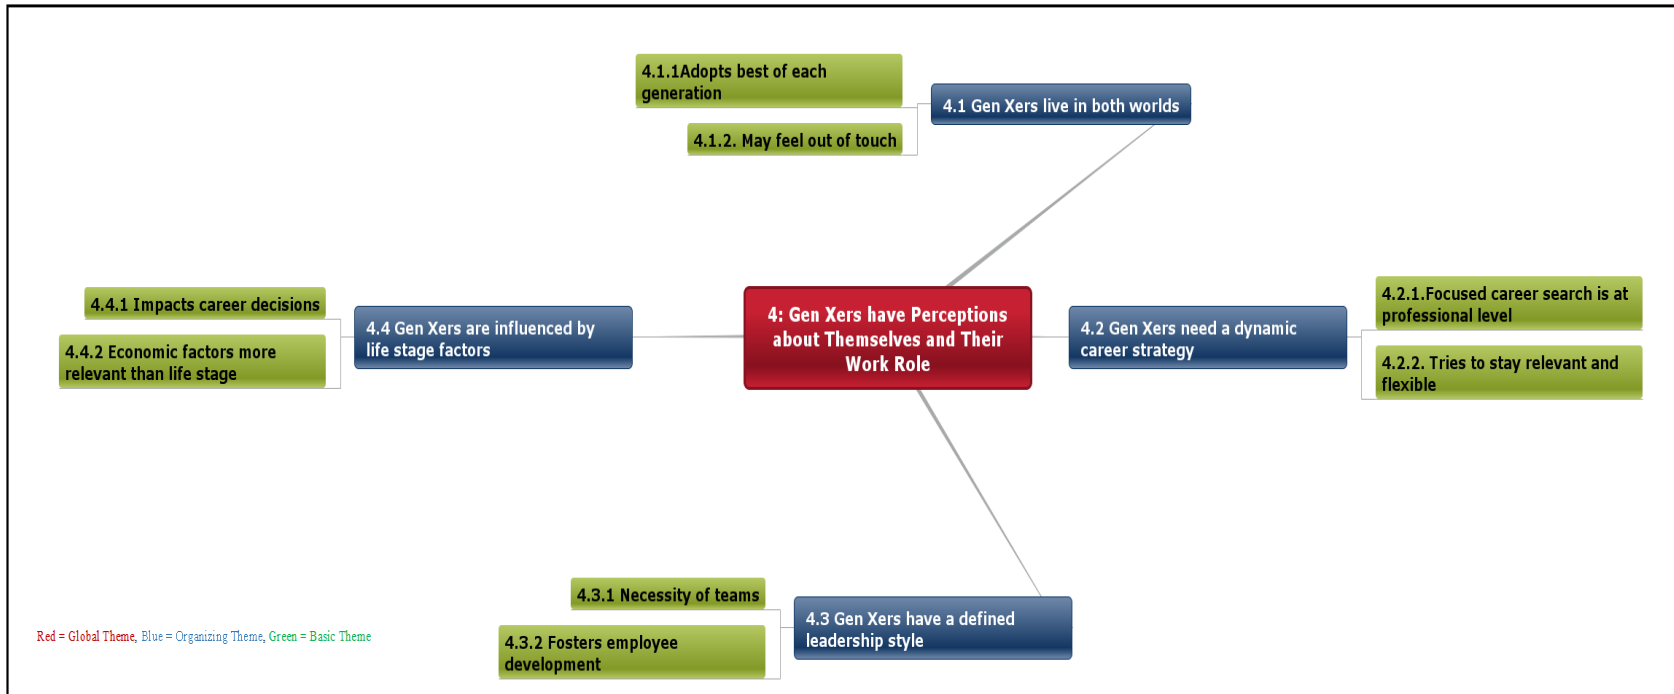 4.1.1Adopts best of each
generation
4.1.2. May feel out of touch
4.1 Gen Xers live in both worlds
4.4.1 Impacts career decisions
4.4.2 Economic factors more
relevant than life stage
4.4 Gen Xers are influenced by
life stage factors
4: Gen Xers have Perceptions
about Themselves and Their
Work Role
4.2 Gen Xers need a dynamic
career strategy
4.2.1.Focused career search is at
professional level
4.2.2. Tries to stay relevant and
flexible
4.3.1 Necessity of teams
4.3.2 Fosters employee
development
4.3 Gen Xers have a defined
leadership style
Red = Global Theme, Blue = Organizing Theme, Green = Basic Theme